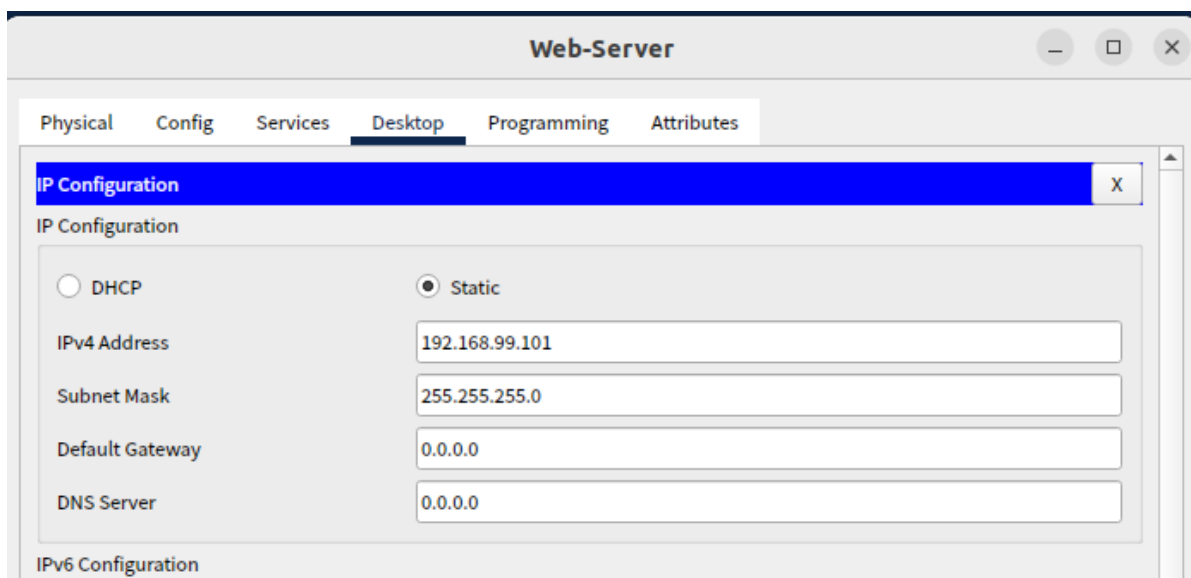 Web-Server
Physical Config Services Desktop Programming Attributes
IP Configuration X
IP Configuration
DHCP Static
IPv4 Address 192.168.99.101
Subnet Mask 255.255.255.0
Default Gateway 0.0.0.0
DNS Server 0.0.0.0
IPv6 Configuration